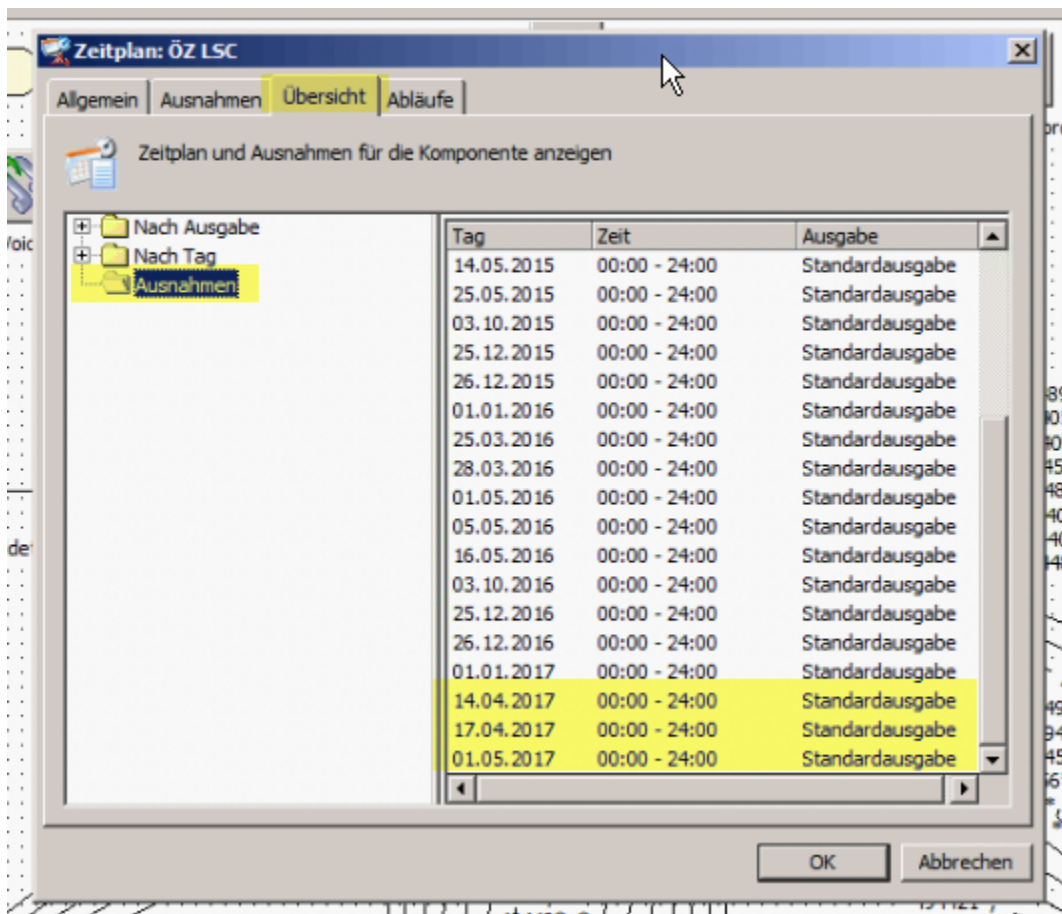 Zeitplan: ÖZ LSC
Allgemein Ausnahmen Übersicht Abläufe
Zeitplan und Ausnahmen für die Komponente anzeigen
Nach Ausgabe
Nach Tag
Ausnahmen
Tag Zeit Ausgabe
14.05.2015 00:00 - 24:00 Standardausgabe
25.05.2015 00:00 - 24:00 Standardausgabe
03.10.2015 00:00 - 24:00 Standardausgabe
25.12.2015 00:00 - 24:00 Standardausgabe
26.12.2015 00:00 - 24:00 Standardausgabe
01.01.2016 00:00 - 24:00 Standardausgabe
25.03.2016 00:00 - 24:00 Standardausgabe
28.03.2016 00:00 - 24:00 Standardausgabe
01.05.2016 00:00 - 24:00 Standardausgabe
05.05.2016 00:00 - 24:00 Standardausgabe
16.05.2016 00:00 - 24:00 Standardausgabe
03.10.2016 00:00 - 24:00 Standardausgabe
25.12.2016 00:00 - 24:00 Standardausgabe
26.12.2016 00:00 - 24:00 Standardausgabe
01.01.2017 00:00 - 24:00 Standardausgabe
14.04.2017 00:00 - 24:00 Standardausgabe
17.04.2017 00:00 - 24:00 Standardausgabe
01.05.2017 00:00 - 24:00 Standardausgabe
OK Abbrechen